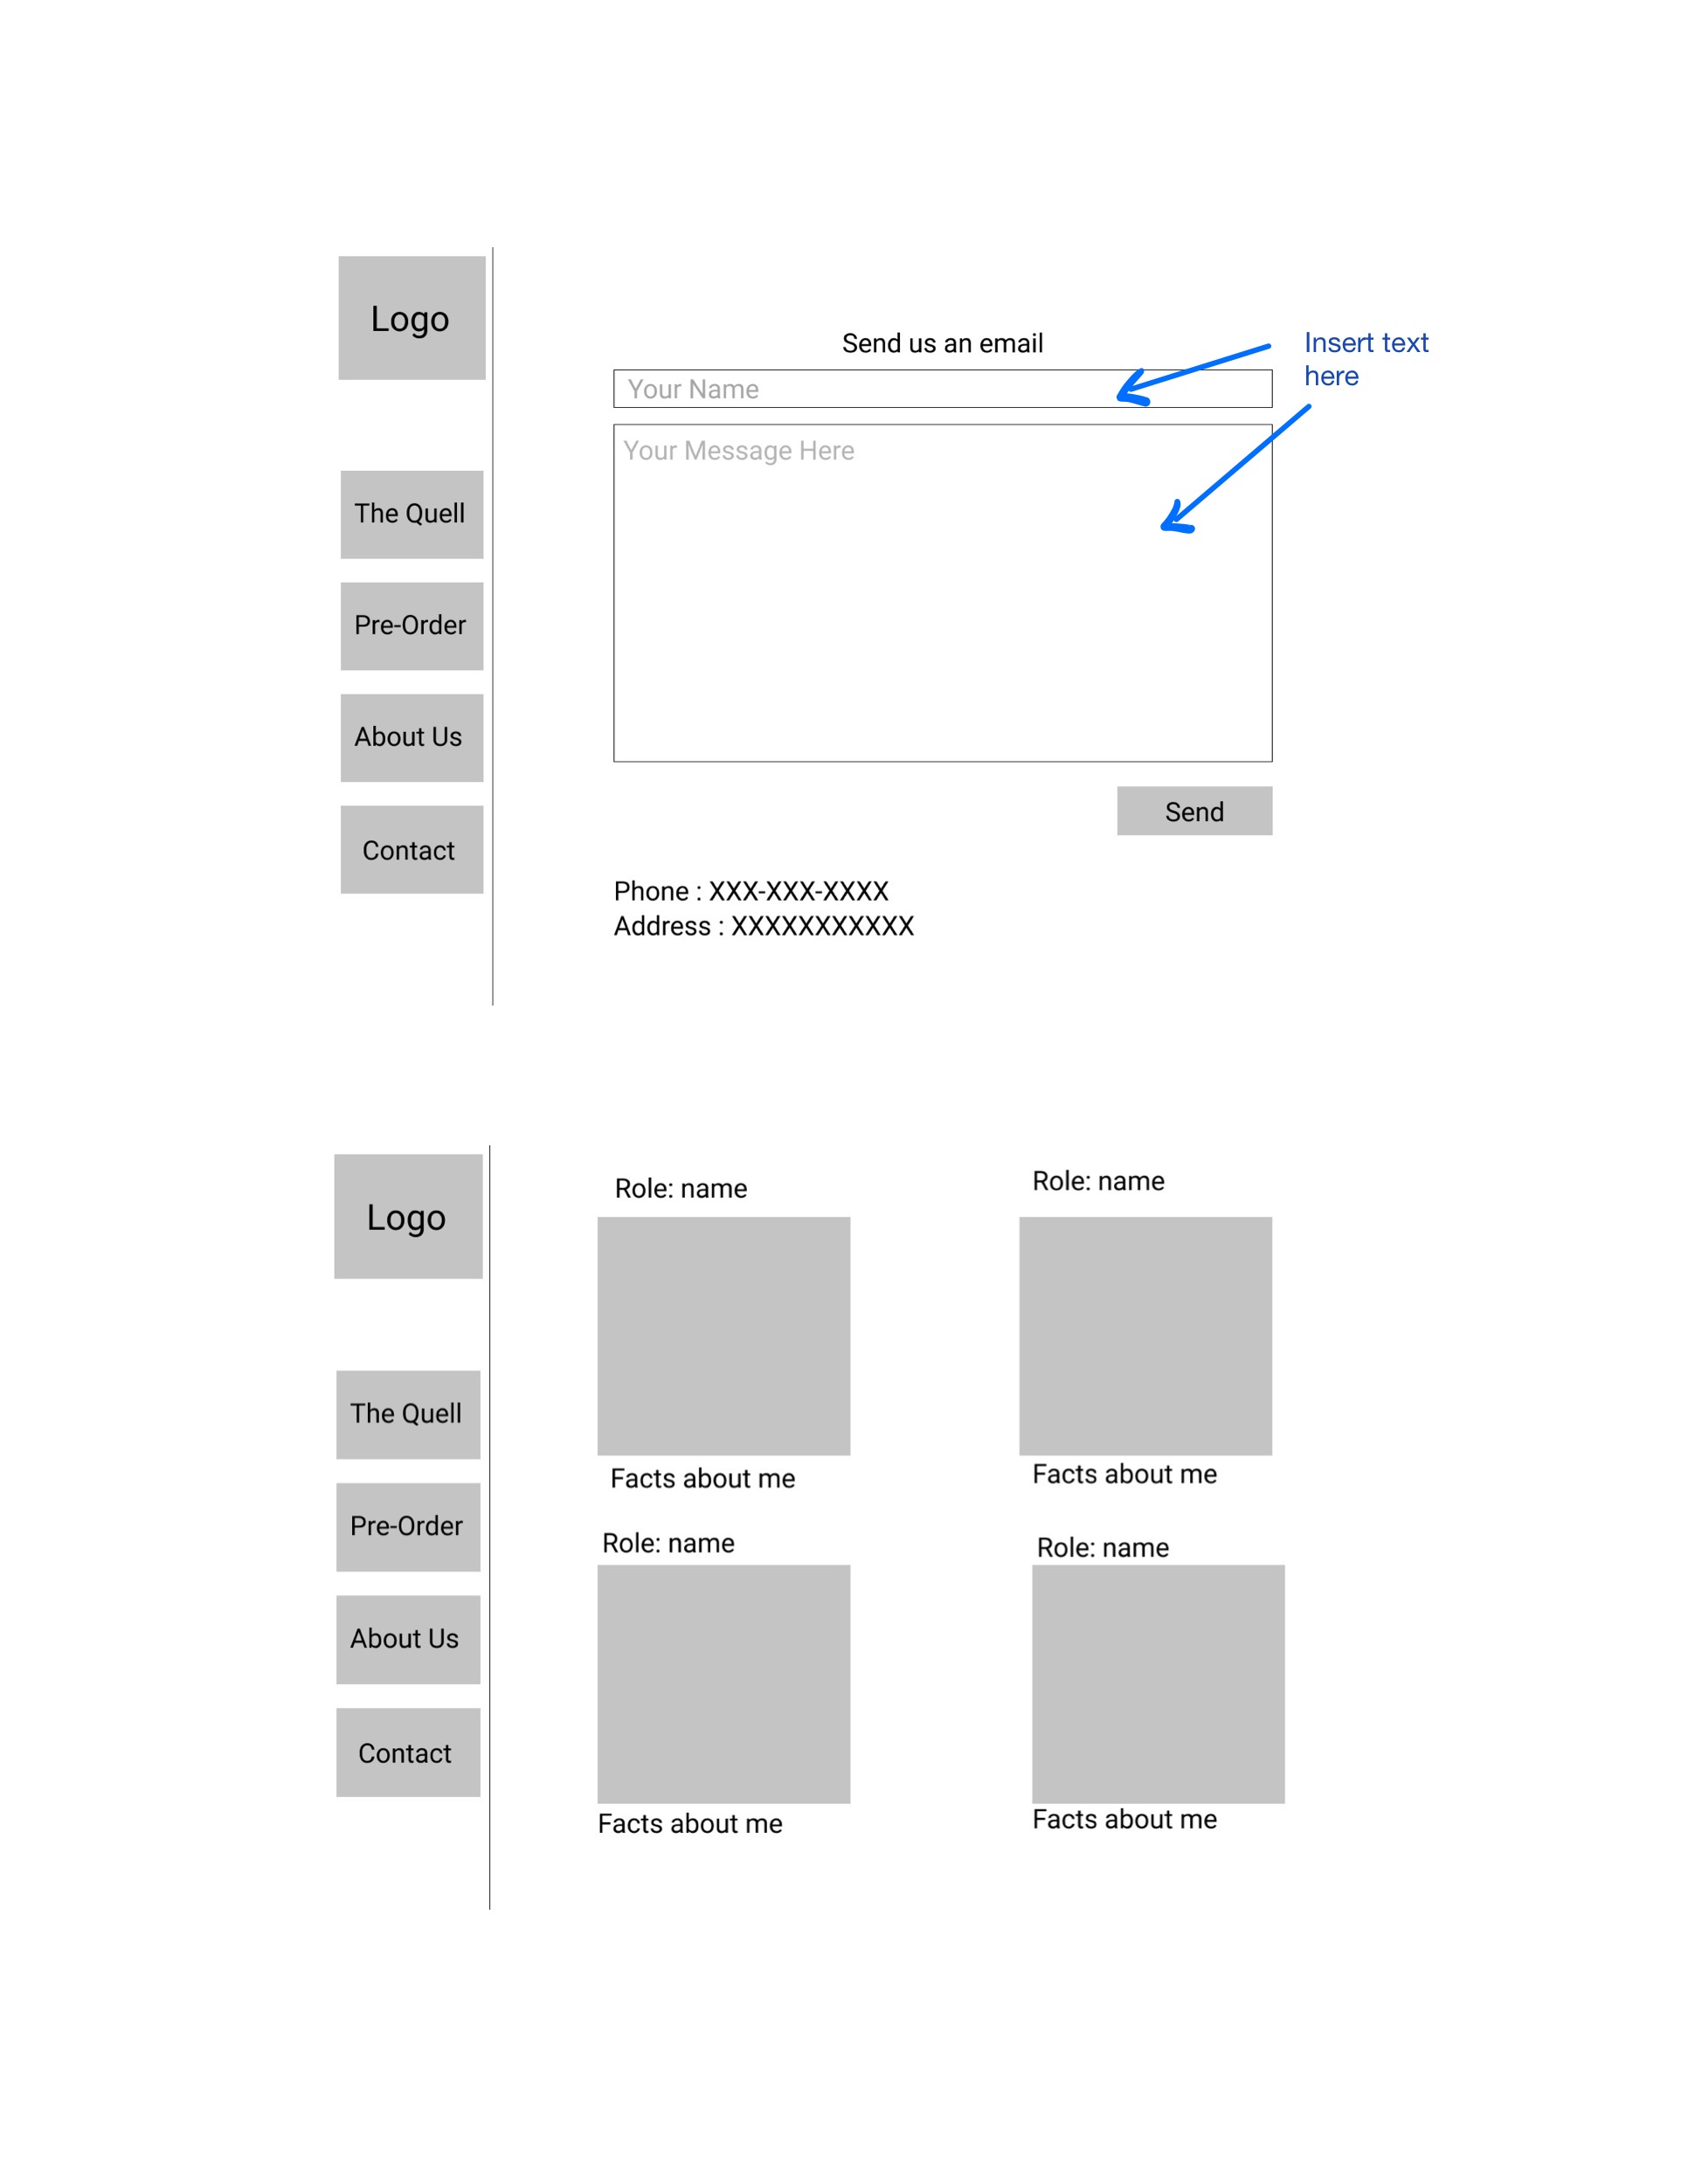 Logo
Send us an email
Insert text
here
Your Name
Your Message Here
The Quell
Pre-Order
About Us
Contact
Send
Phone : XXX-XXX-XXXX
Address : XXXXXXXXXXX
Logo
Role: name
Role: name
The Quell
Facts about me
Facts about me
Pre-Order
Role: name
Role: name
About Us
Contact
Facts about me
Facts about me